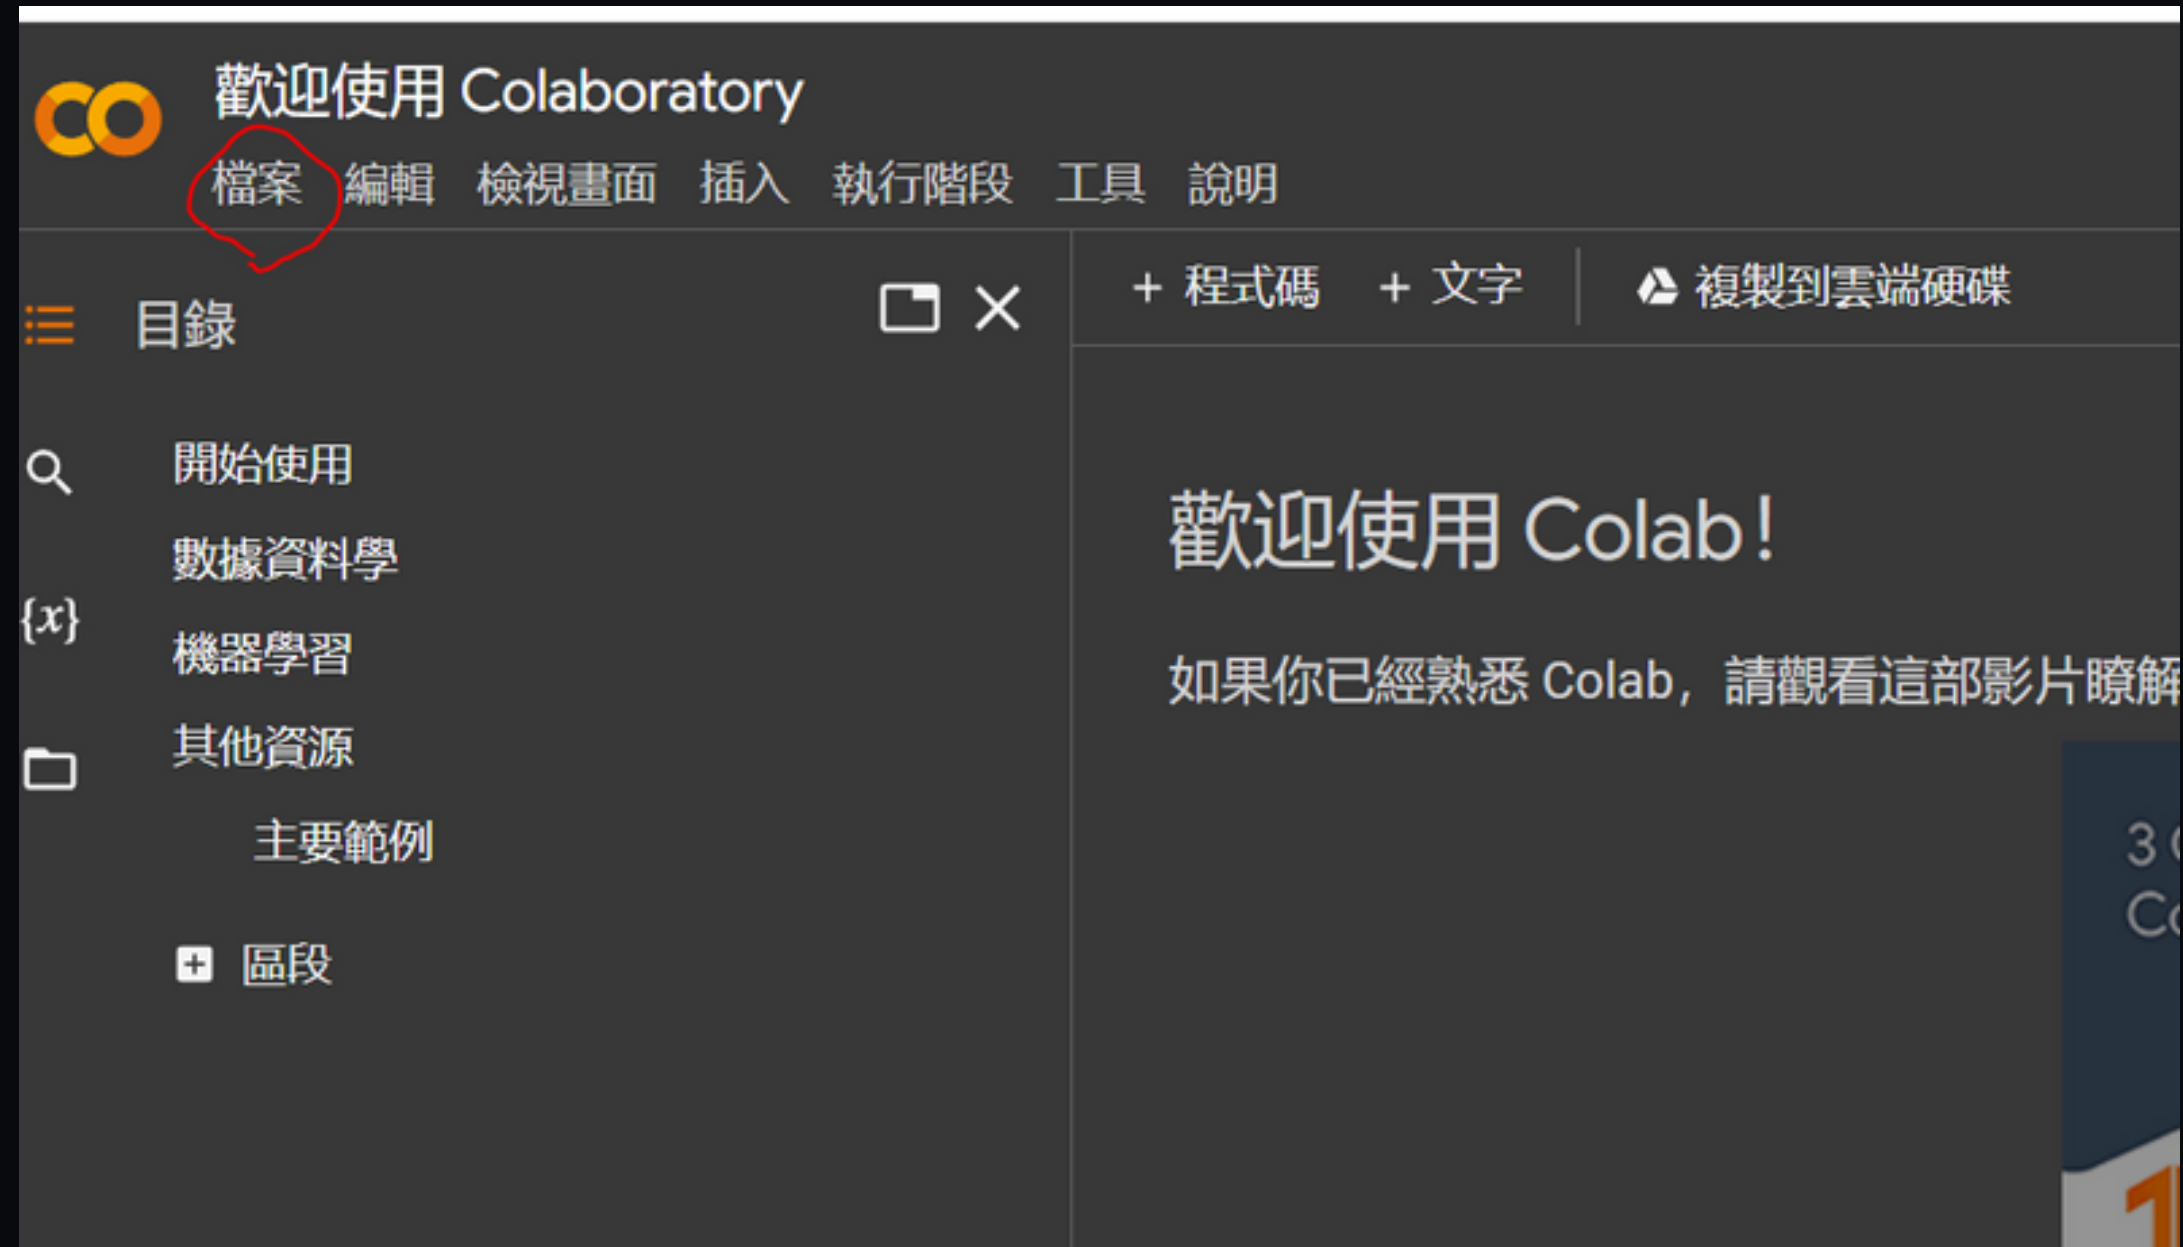 歡迎使用 Colaboratory
檔案 編輯 檢視畫面 插入 執行階段 工具 說明
目錄
開始使用
數據資料學
機器學習
其他資源
主要範例
區段
{x}
+ 程式碼 + 文字 複製到雲端硬碟
歡迎使用 Colab!
如果你已經熟悉 Colab, 請觀看這部影片瞭解
3